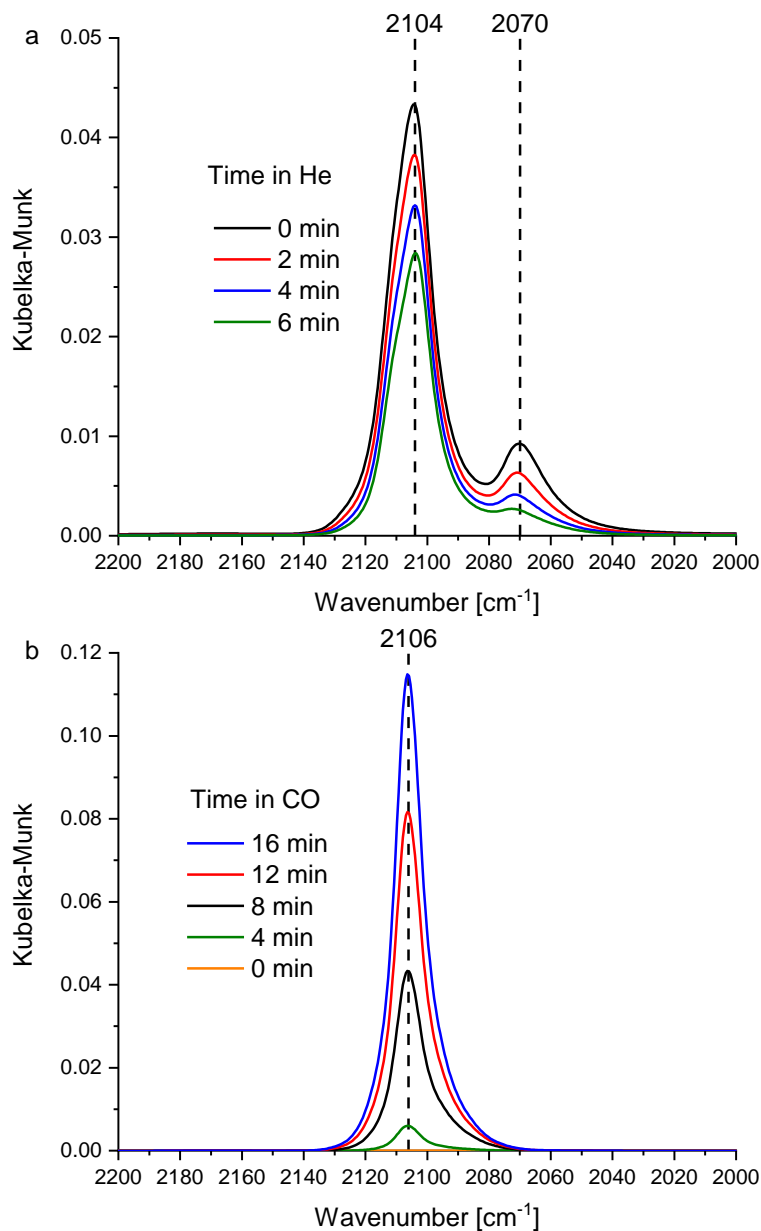 a
2104 2070
0.05
0.04
0.03
0.02
0.01
0.00
Kubelka-Munk
Time in He
0 min
2 min
4 min
6 min
2200 2180 2160 2140 2120 2100 2080 2060 2040 2020 2000
Wavenumber [cm⁻¹]
b
2106
0.12
0.10
0.08
0.06
0.04
0.02
0.00
Kubelka-Munk
Time in CO
16 min
12 min
8 min
4 min
0 min
2200 2180 2160 2140 2120 2100 2080 2060 2040 2020 2000
Wavenumber [cm⁻¹]